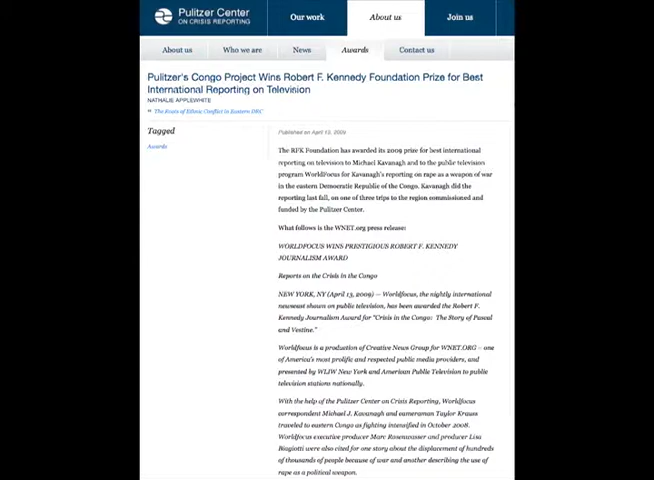 Pulitzer Center
ON CRISIS REPORTING
Our work
About us
Join us
About us
Who we are
News
Awards
Contact us
Pulitzer's Congo Project Wins Robert F. Kennedy Foundation Prize for Best
International Reporting on Television
NATHALIE APPLEWHITE
The Roots of Ethnic Conflict in Eastern DRC
Tagged
Awards
Published on April 13, 2009
The RFK Foundation has awarded its 2009 prize for best international
reporting on television to Michael Kavanagh and to the public television
program WorldFocus for Kavanagh's reporting on rape as a weapon of war
in the eastern Democratic Republic of the Congo. Kavanagh did the
reporting last fall, on one of three trips to the region commissioned and
funded by the Pulitzer Center.
What follows is the WNET.org press release:
WORLDFOCUS WINS PRESTIGIOUS ROBERT F. KENNEDY
JOURNALISM AWARD
Reports on the Crisis in the Congo
NEW YORK, NY (April 13, 2009) — Worldfocus, the nightly international
newscast shown on public television, has been awarded the Robert F.
Kennedy Journalism Award for "Crisis in the Congo: The Story of Pascal
and Vestine."
Worldfocus is a production of Creative News Group for WNET.ORG – one
of America's most prolific and respected public media providers, and
presented by WLIW New York and American Public Television to public
television stations nationally.
With the help of the Pulitzer Center on Crisis Reporting, Worldfocus
correspondent Michael J. Kavanagh and cameraman Taylor Krauss
traveled to eastern Congo as fighting intensified in October 2008.
Worldfocus executive producer Marc Rosenwasser and producer Lisa
Biagiotti were also cited for one story about the displacement of hundreds
of thousands of people because of war and another describing the use of
rape as a political weapon.